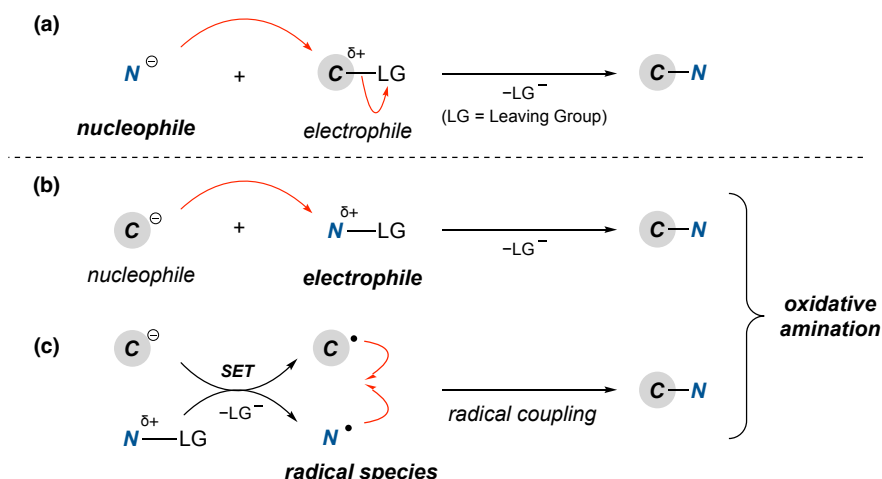 (a)
N ⊖ + C δ+ —LG −LG⁻ C—N
(LG = Leaving Group)
nucleophile electrophile
(b)
C ⊖ + N δ+ —LG −LG⁻ C—N
nucleophile electrophile
oxidative
amination
(c)
C ⊖ SET C • C—N
−LG⁻ radical coupling
N δ+ —LG N •
radical species